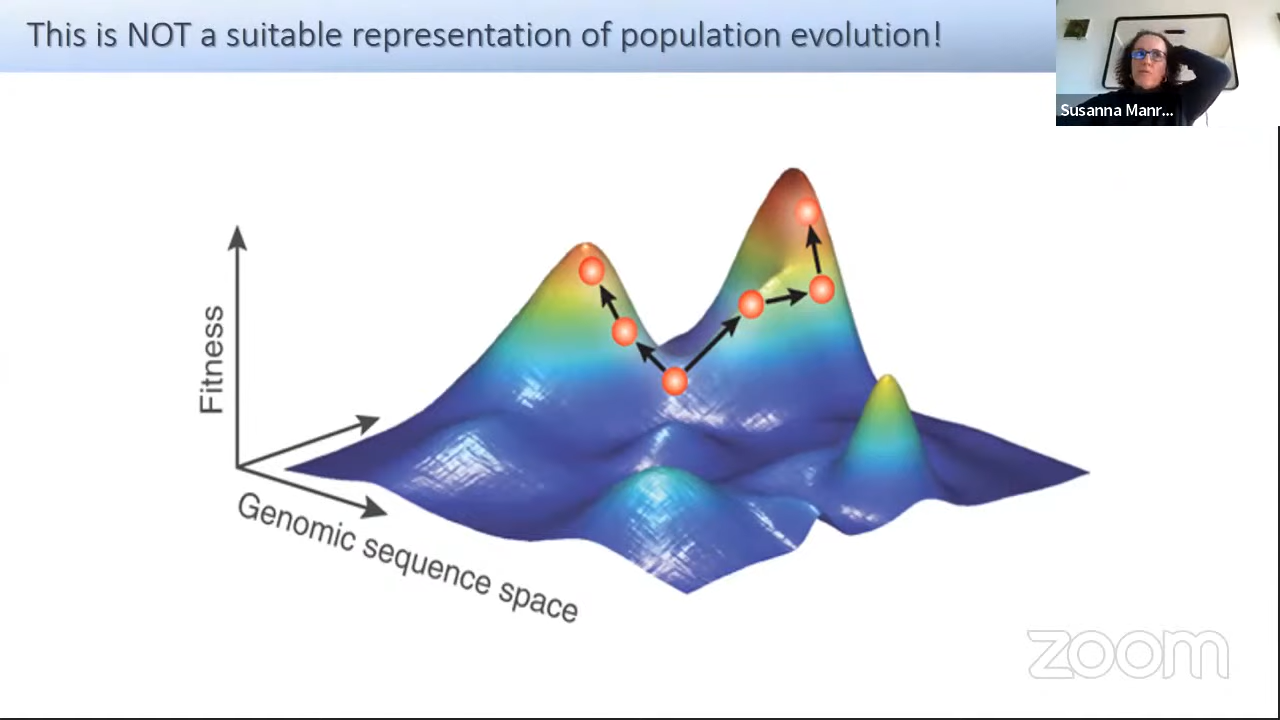 This is NOT a suitable representation of population evolution!
Susanna Manr...
Fitness
Genomic sequence space
zoom